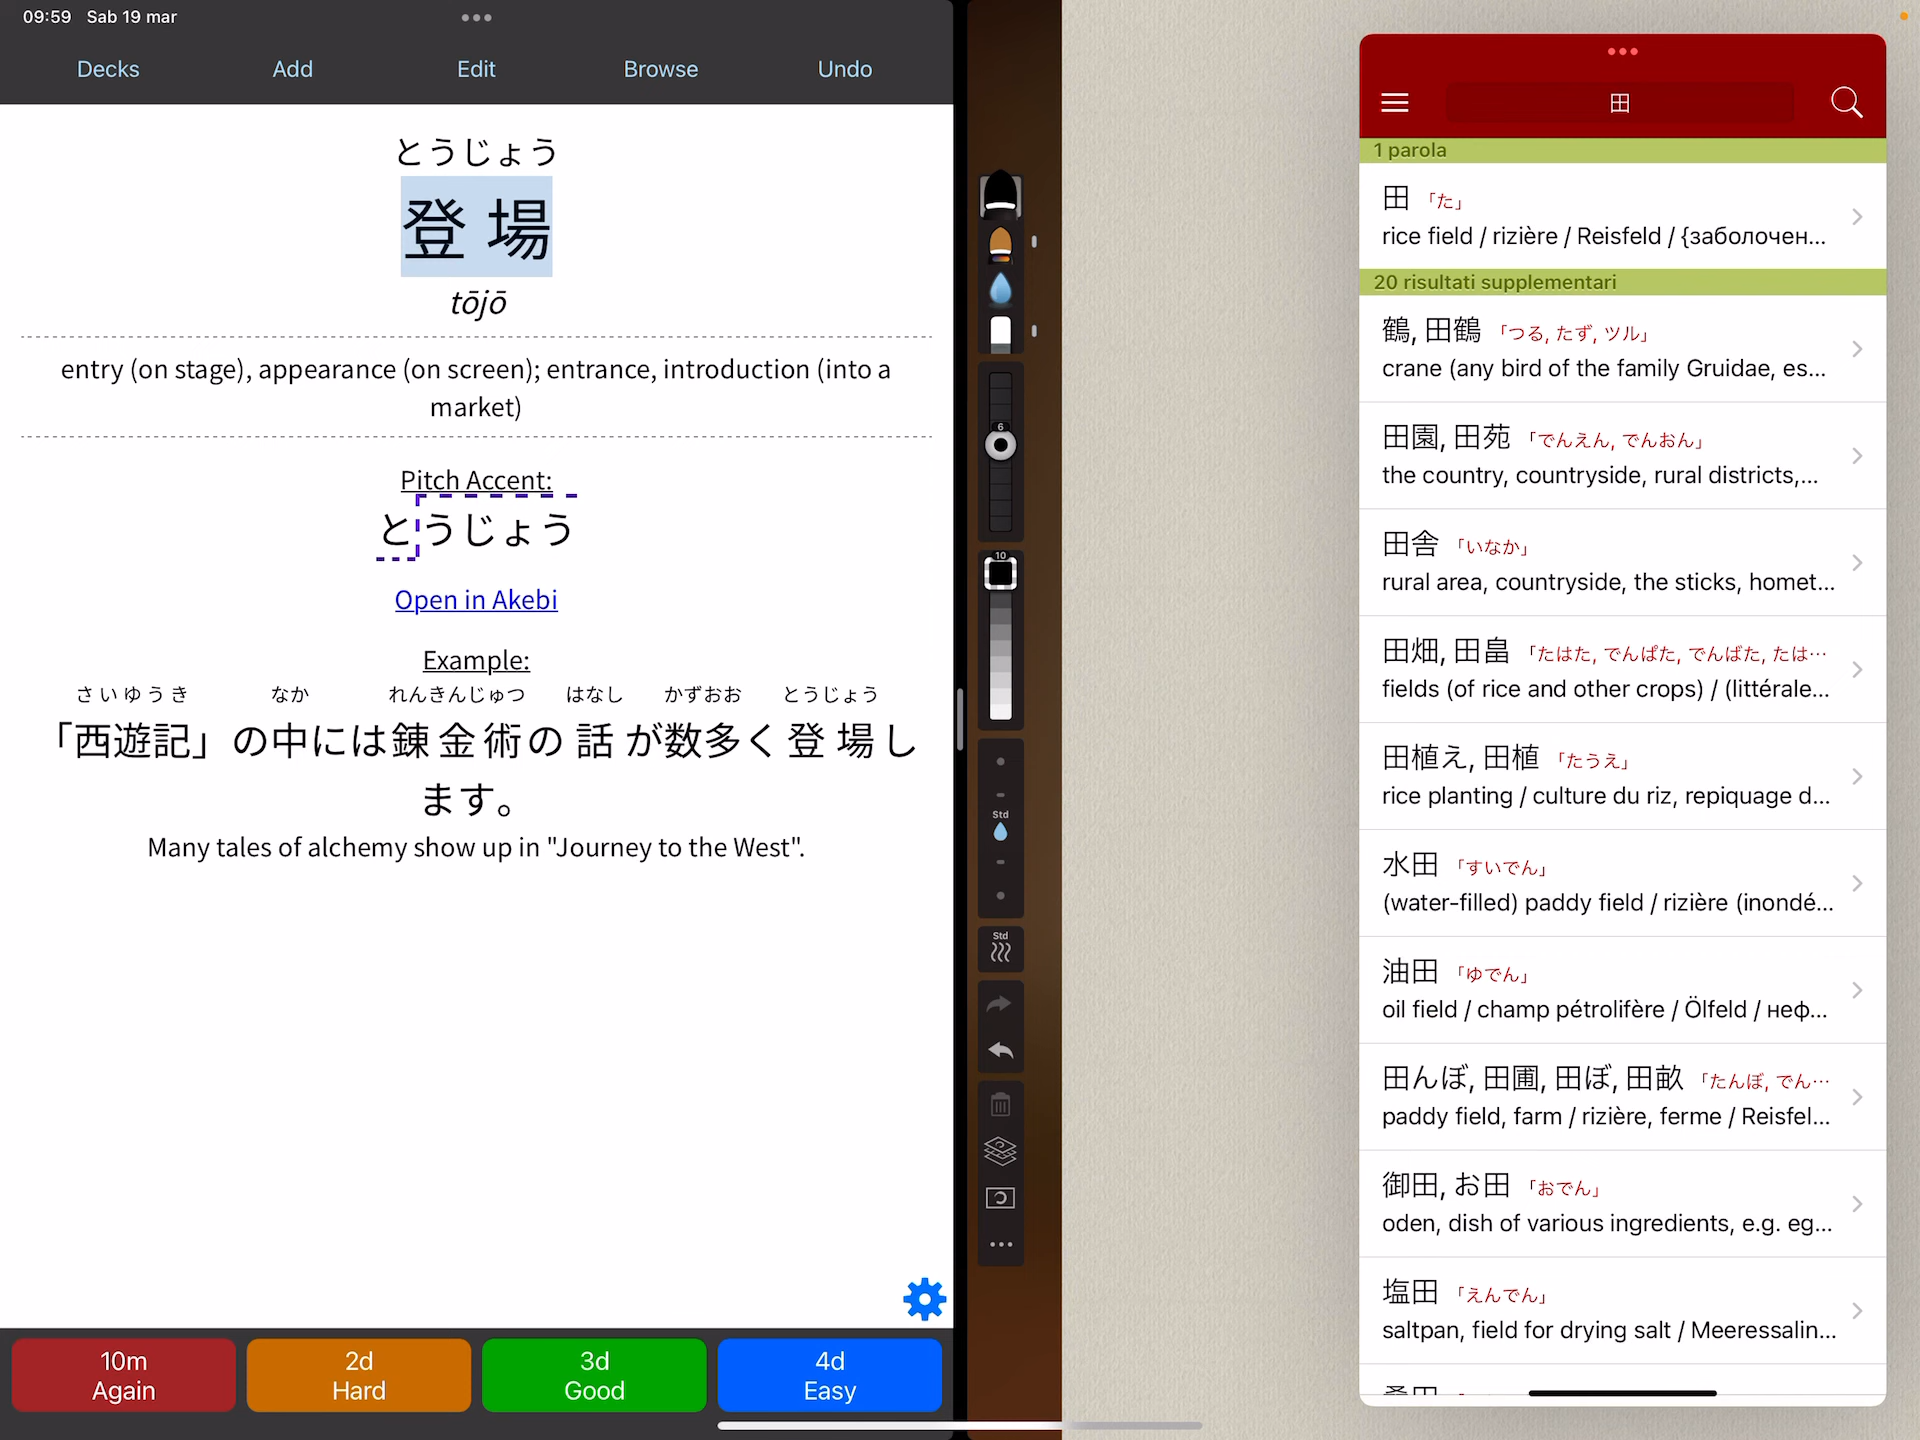 09:59 Sab 19 mar
Decks
Add
Edit
Browse
Undo
とうじょう
登場
tōjō
entry (on stage), appearance (on screen); entrance, introduction (into a
market)
Pitch Accent:
とうじょう
Open in Akebi
Example:
さいゆうき なか れんきんじゅつ はなし かずおお とうじょう
「西遊記」の中には錬金術の話が数多く登場し
ます。
Many tales of alchemy show up in "Journey to the West".
10m
Again
2d
Hard
3d
Good
4d
Easy
6
10
Std
Std
田
1 parola
田 「た」
rice field / rizière / Reisfeld / {заболочен...
20 risultati supplementari
鶴, 田鶴 「つる, たず, ツル」
crane (any bird of the family Gruidae, es...
田園, 田苑 「でんえん, でんおん」
the country, countryside, rural districts,...
田舎 「いなか」
rural area, countryside, the sticks, homet...
田畑, 田畠 「たはた, でんぱた, でんばた, たは…
fields (of rice and other crops) / (littérale...
田植え, 田植 「たうえ」
rice planting / culture du riz, repiquage d...
水田 「すいでん」
(water-filled) paddy field / rizière (inondé...
油田 「ゆでん」
oil field / champ pétrolifère / Ölfeld / неф...
田んぼ, 田圃, 田ぼ, 田畝 「たんぼ, でん…
paddy field, farm / rizière, ferme / Reisfel...
御田, お田 「おでん」
oden, dish of various ingredients, e.g. eg...
塩田 「えんでん」
saltpan, field for drying salt / Meeressalin...